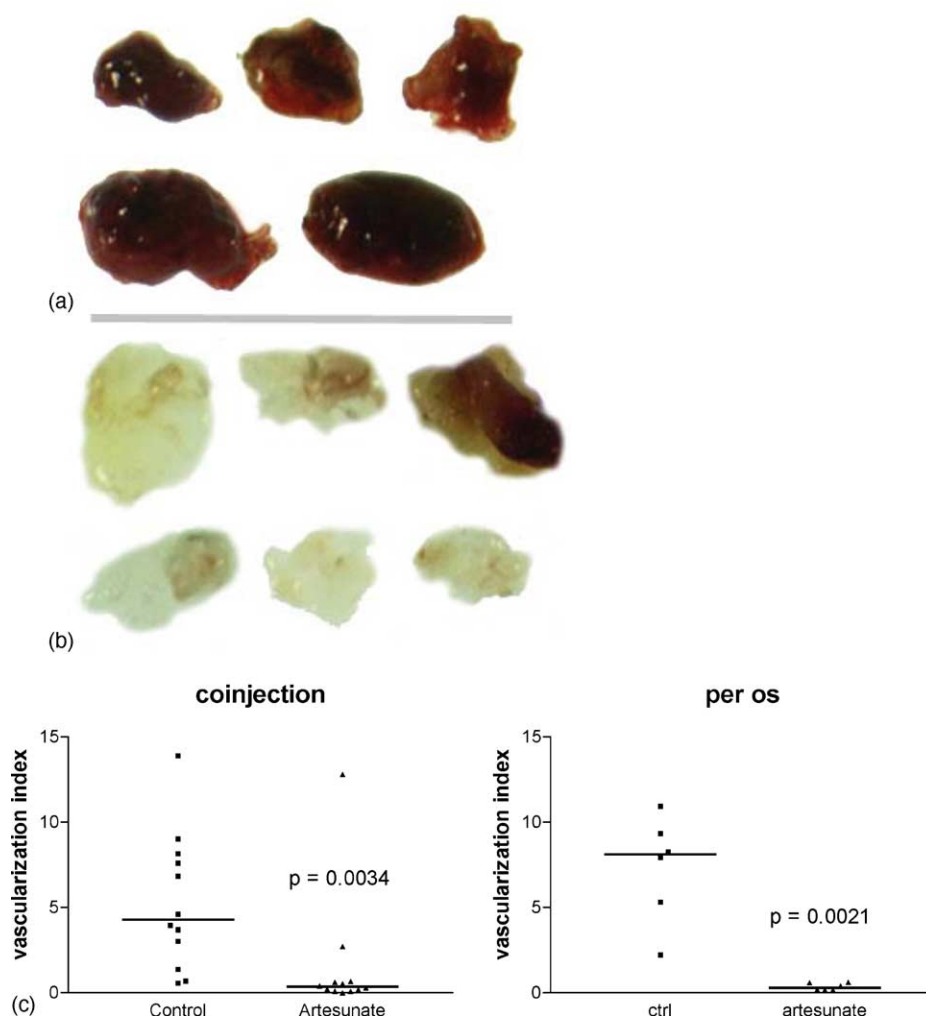 (a)
(b)
coinjection
vascularization index
15
10
5
0
p = 0.0034
Control
Artesunate
per os
vascularization index
15
10
5
0
p = 0.0021
ctrl
artesunate
(c)